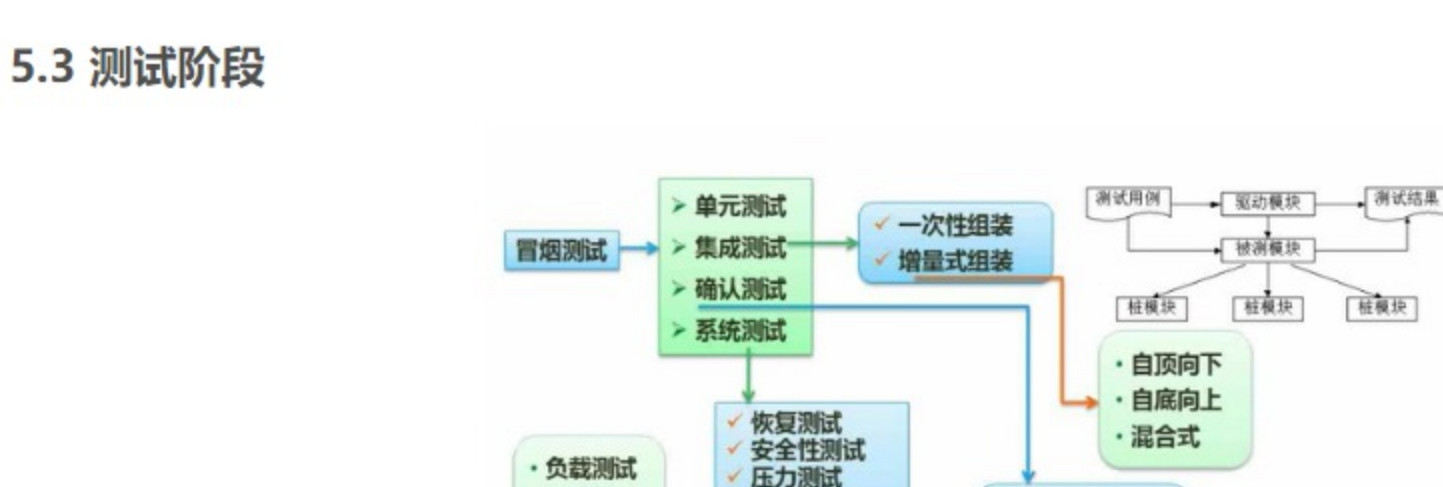 5.3 测试阶段
冒烟测试
单元测试
集成测试
确认测试
系统测试
一次性组装
增量式组装
测试用例
驱动模块
测试结果
被测模块
桩模块
桩模块
桩模块
自顶向下
自底向上
混合式
恢复测试
安全性测试
压力测试
负载测试